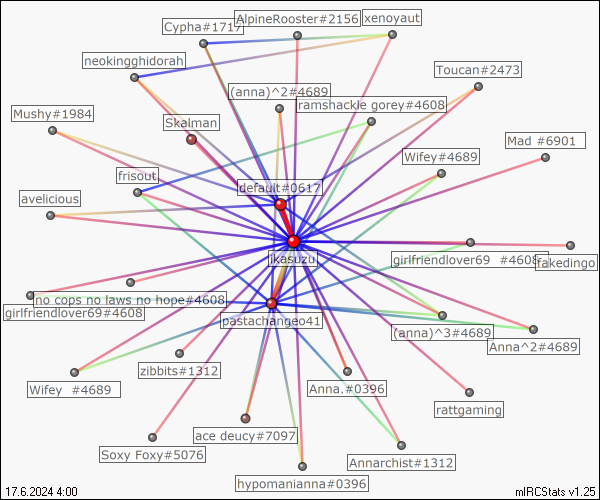 AlpineRooster#2156
xenoyaut
Cypha#1717
neokingghidorah
Toucan#2473
(anna)^2#4689
ramshackle gorey#4608
Mushy#1984
Skalman
Mad #6901
Wifey#4689
frisout
default#0617
avelicious
ikasuzu
girlfriendlover69 #4608
fakedingo
no cops no laws no hope#4608
girlfriendlover69#4608
pastachangeo41
(anna)^3#4689
Anna^2#4689
zibbits#1312
Wifey #4689
Anna.#0396
rattgaming
ace deucy#7097
Soxy Foxy#5076
Annarchist#1312
hypomanianna#0396
17.6.2024 4:00
mIRCStats v1.25